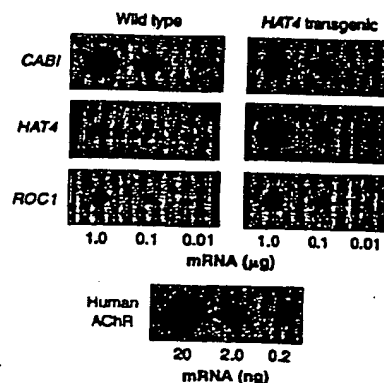 Wild type HAT4 transgenic
CABI
HAT4
ROC1
1.0 0.1 0.01 1.0 0.1 0.01
mRNA (μg)
Human
AChR
20 2.0 0.2
mRNA (ng)